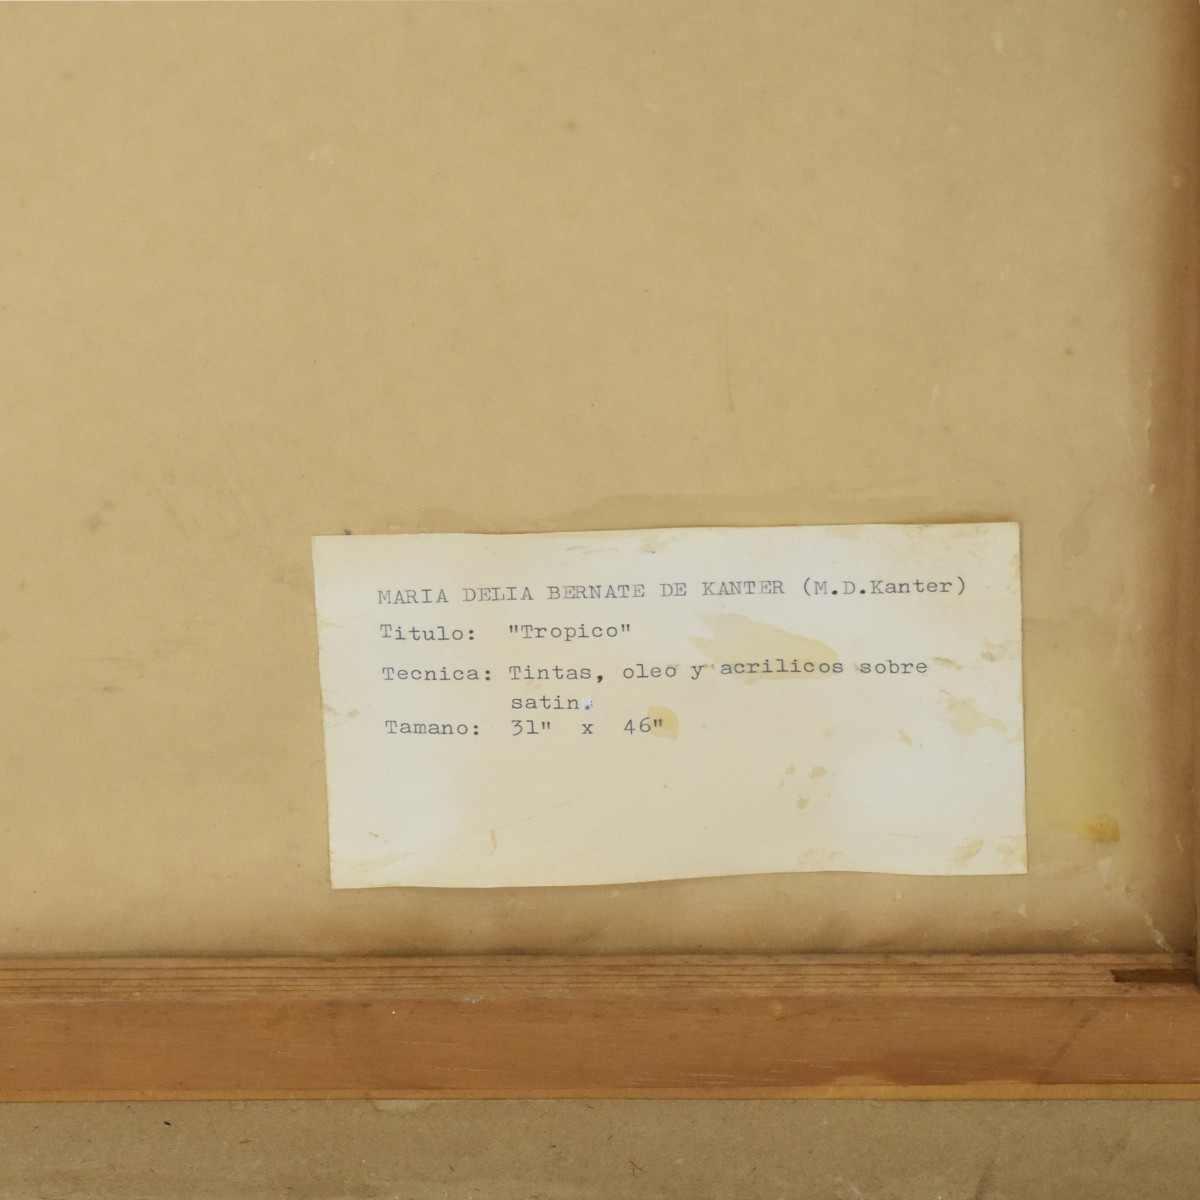 MARIA DELIA BERNATE DE KANTER (M.D.Kanter)
Titulo: "Tropico"
Tecnica: Tintas, oleo y acrilicos sobre
satin.
Tamano: 31" x 46"